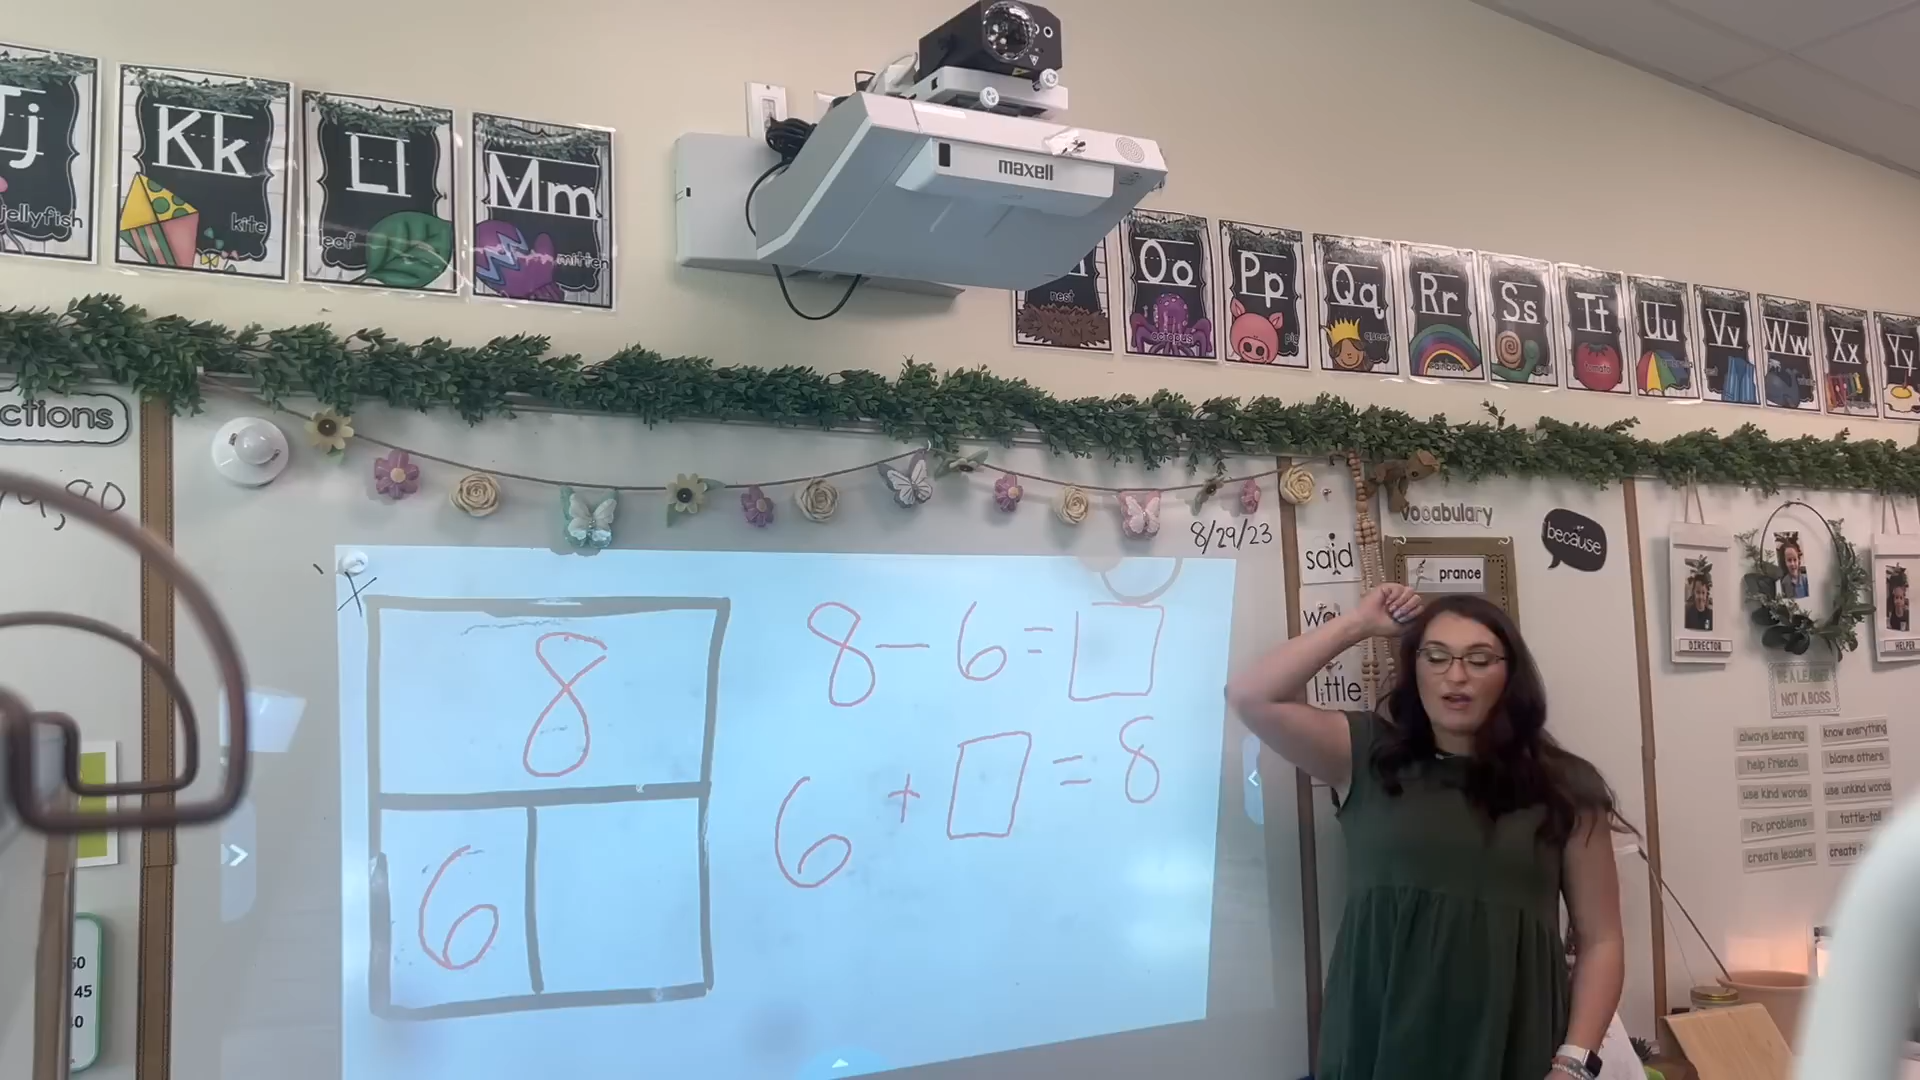 Jj
jellyfish
Kk
kite
Ll
leaf
Mm
mitten
maxell
nest
Oo
octopus
Pp
pig
Qq
queen
Rr
rainbow
Ss
Tt
tomato
Uu
Vv
Ww
Xx
Yy
ctions
8/29/23
said
vocabulary
because
prance
little
DIRECTOR
HELPER
BE A LEADER
NOT A BOSS
always learning
know everything
help friends
blame others
use kind words
use unkind words
fix problems
tattle-tail
create leaders
create f
X
8
6
8 - 6 = □
6 + □ = 8
50
45